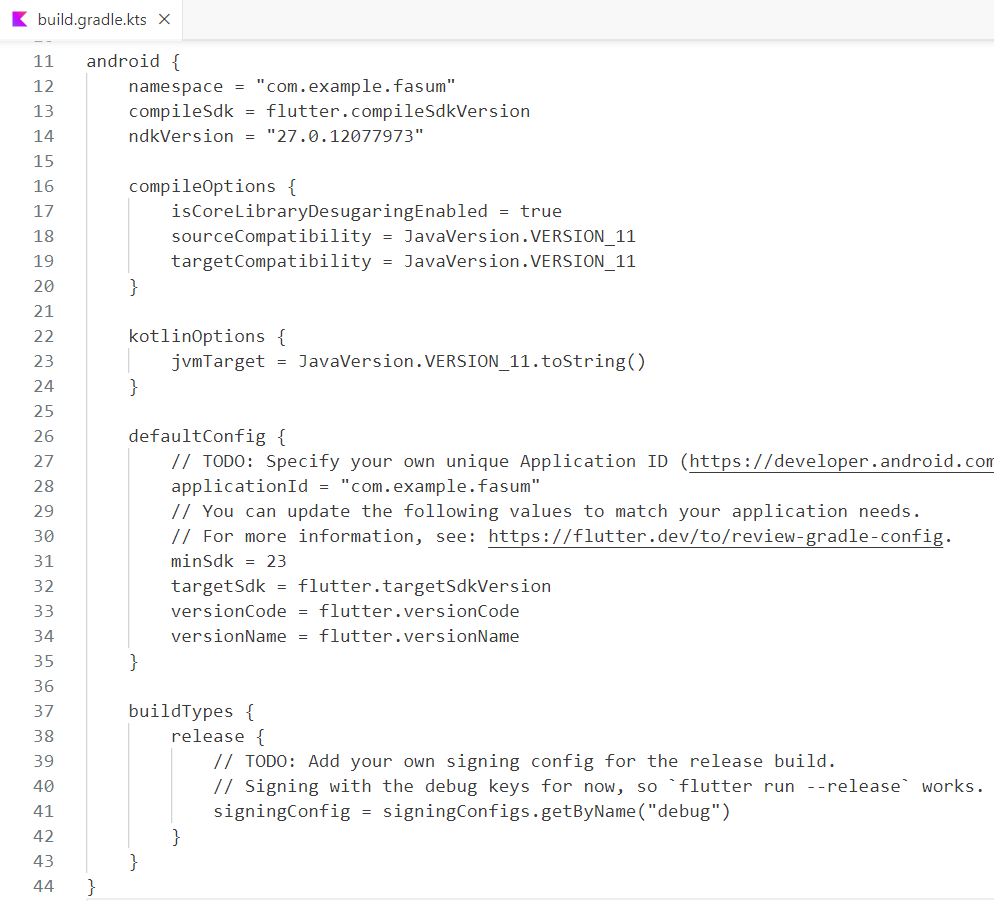 build.gradle.kts
11 android {
12     namespace = "com.example.fasum"
13     compileSdk = flutter.compileSdkVersion
14     ndkVersion = "27.0.12077973"
15
16     compileOptions {
17         isCoreLibraryDesugaringEnabled = true
18         sourceCompatibility = JavaVersion.VERSION_11
19         targetCompatibility = JavaVersion.VERSION_11
20     }
21
22     kotlinOptions {
23         jvmTarget = JavaVersion.VERSION_11.toString()
24     }
25
26     defaultConfig {
27         // TODO: Specify your own unique Application ID (https://developer.android.com
28         applicationId = "com.example.fasum"
29         // You can update the following values to match your application needs.
30         // For more information, see: https://flutter.dev/to/review-gradle-config.
31         minSdk = 23
32         targetSdk = flutter.targetSdkVersion
33         versionCode = flutter.versionCode
34         versionName = flutter.versionName
35     }
36
37     buildTypes {
38         release {
39             // TODO: Add your own signing config for the release build.
40             // Signing with the debug keys for now, so `flutter run --release` works.
41             signingConfig = signingConfigs.getByName("debug")
42         }
43     }
44 }